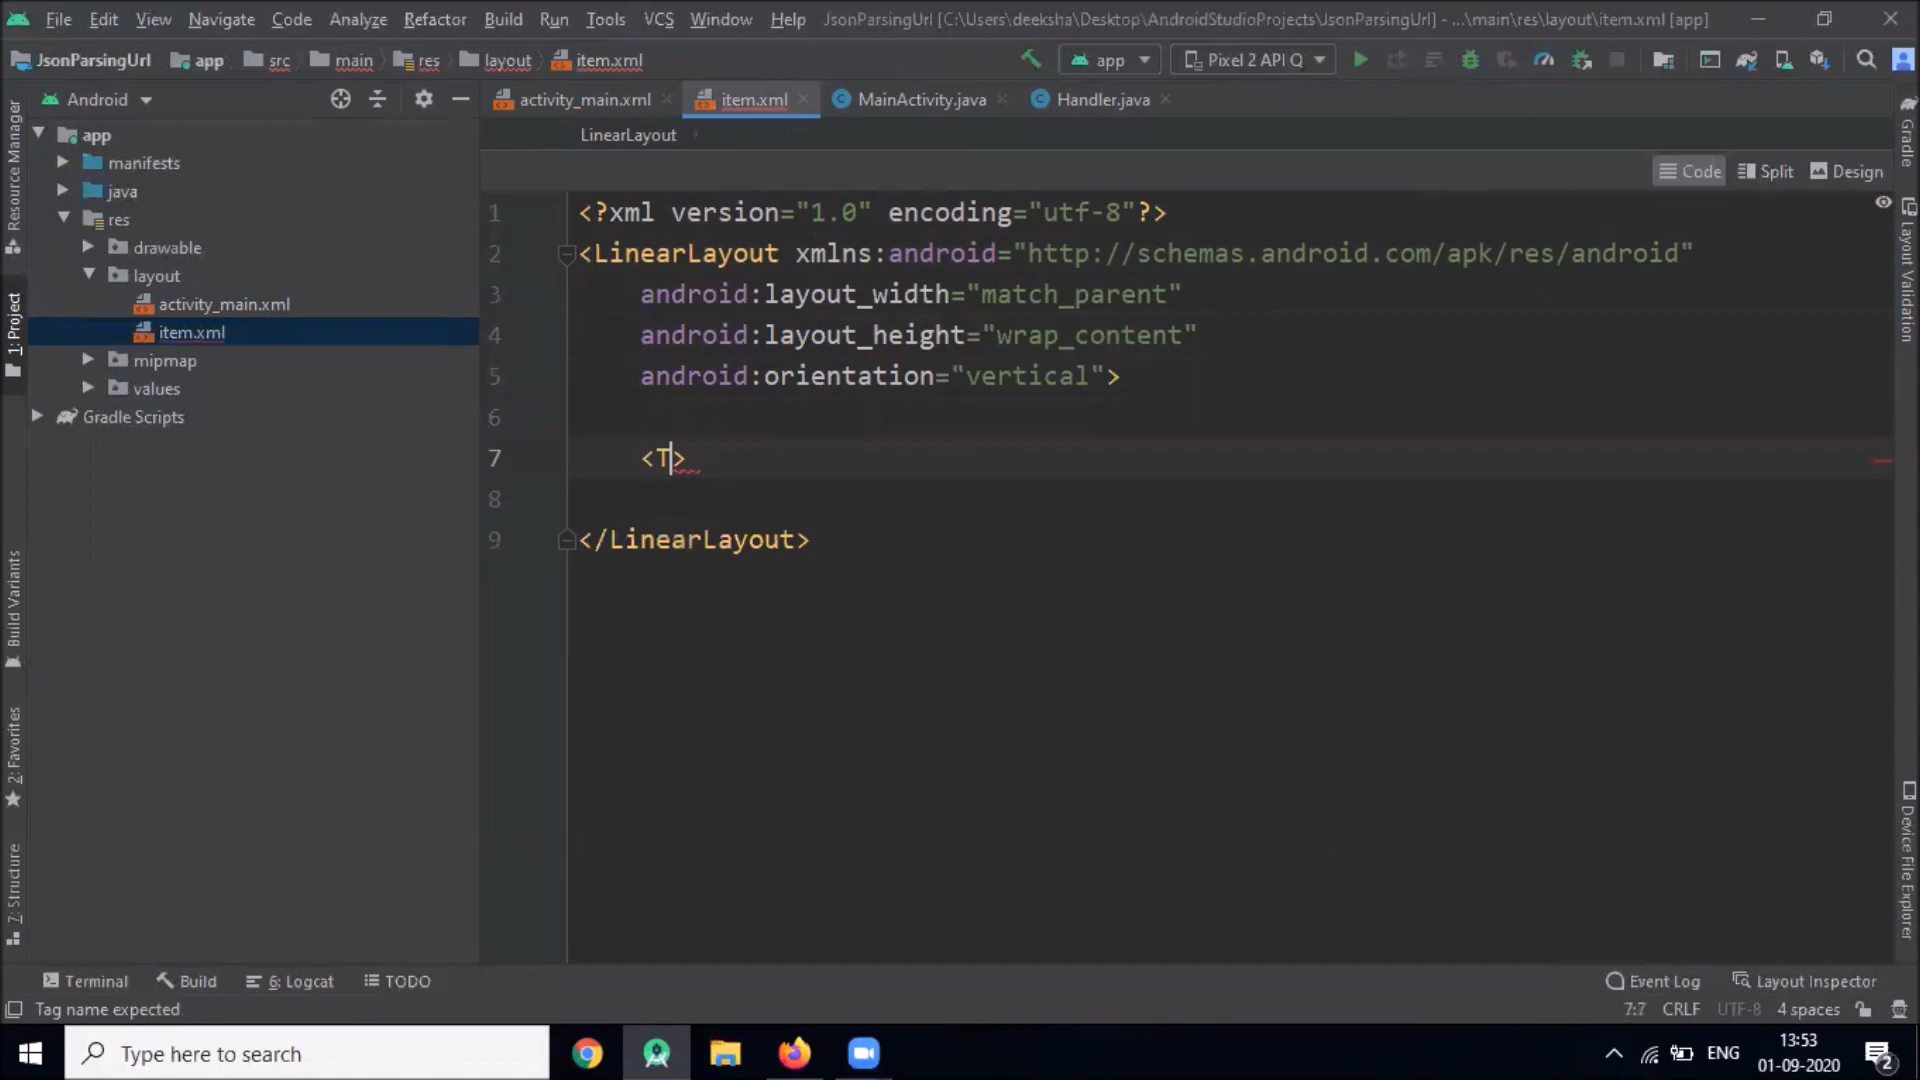 File Edit View Navigate Code Analyze Refactor Build Run Tools VCS Window Help JsonParsingUrl [C:\Users\deeksha\Desktop\AndroidStudioProjects\JsonParsingUrl] - ...\main\res\layout\item.xml [app]
JsonParsingUrl app src main res layout item.xml app Pixel 2 API Q
Android activity_main.xml item.xml MainActivity.java Handler.java
LinearLayout
Code Split Design
app
manifests
java
res
drawable
layout
activity_main.xml
item.xml
mipmap
values
Gradle Scripts
1 <?xml version="1.0" encoding="utf-8"?>
2 <LinearLayout xmlns:android="http://schemas.android.com/apk/res/android"
3 android:layout_width="match_parent"
4 android:layout_height="wrap_content"
5 android:orientation="vertical">
6
7 <T>
8
9 </LinearLayout>
Resource Manager
1: Project
Build Variants
2: Favorites
7: Structure
Gradle
Layout Validation
Device File Explorer
Terminal Build 6: Logcat TODO Event Log Layout Inspector
Tag name expected 7:7 CRLF UTF-8 4 spaces
Type here to search ENG 13:53
01-09-2020
2